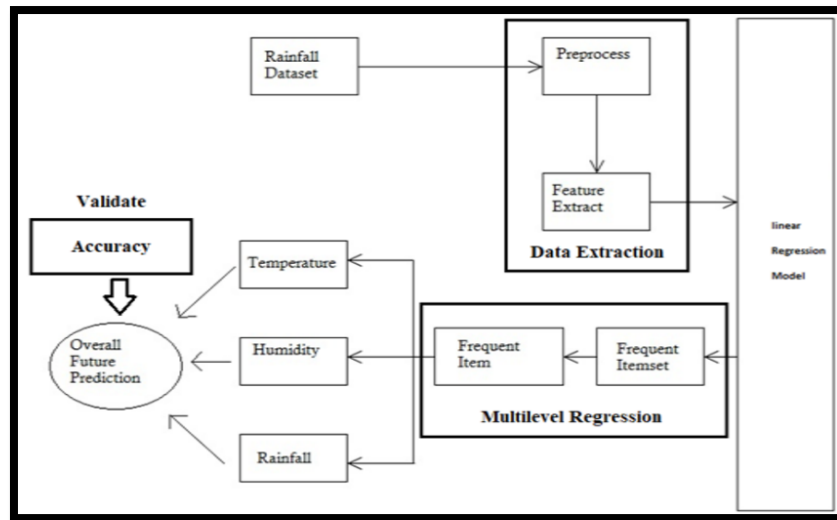 Rainfall
Dataset
Preprocess
Feature
Extract
Data Extraction
linear
Regression
Model
Validate
Accuracy
Temperature
Humidity
Rainfall
Overall
Future
Prediction
Frequent
Item
Frequent
Itemset
Multilevel Regression